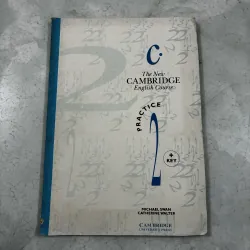 C.
The New
CAMBRIDGE
English Course
PRACTICE
2
+
KEY
MICHAEL SWAN
CATHERINE WALTER
CAMBRIDGE